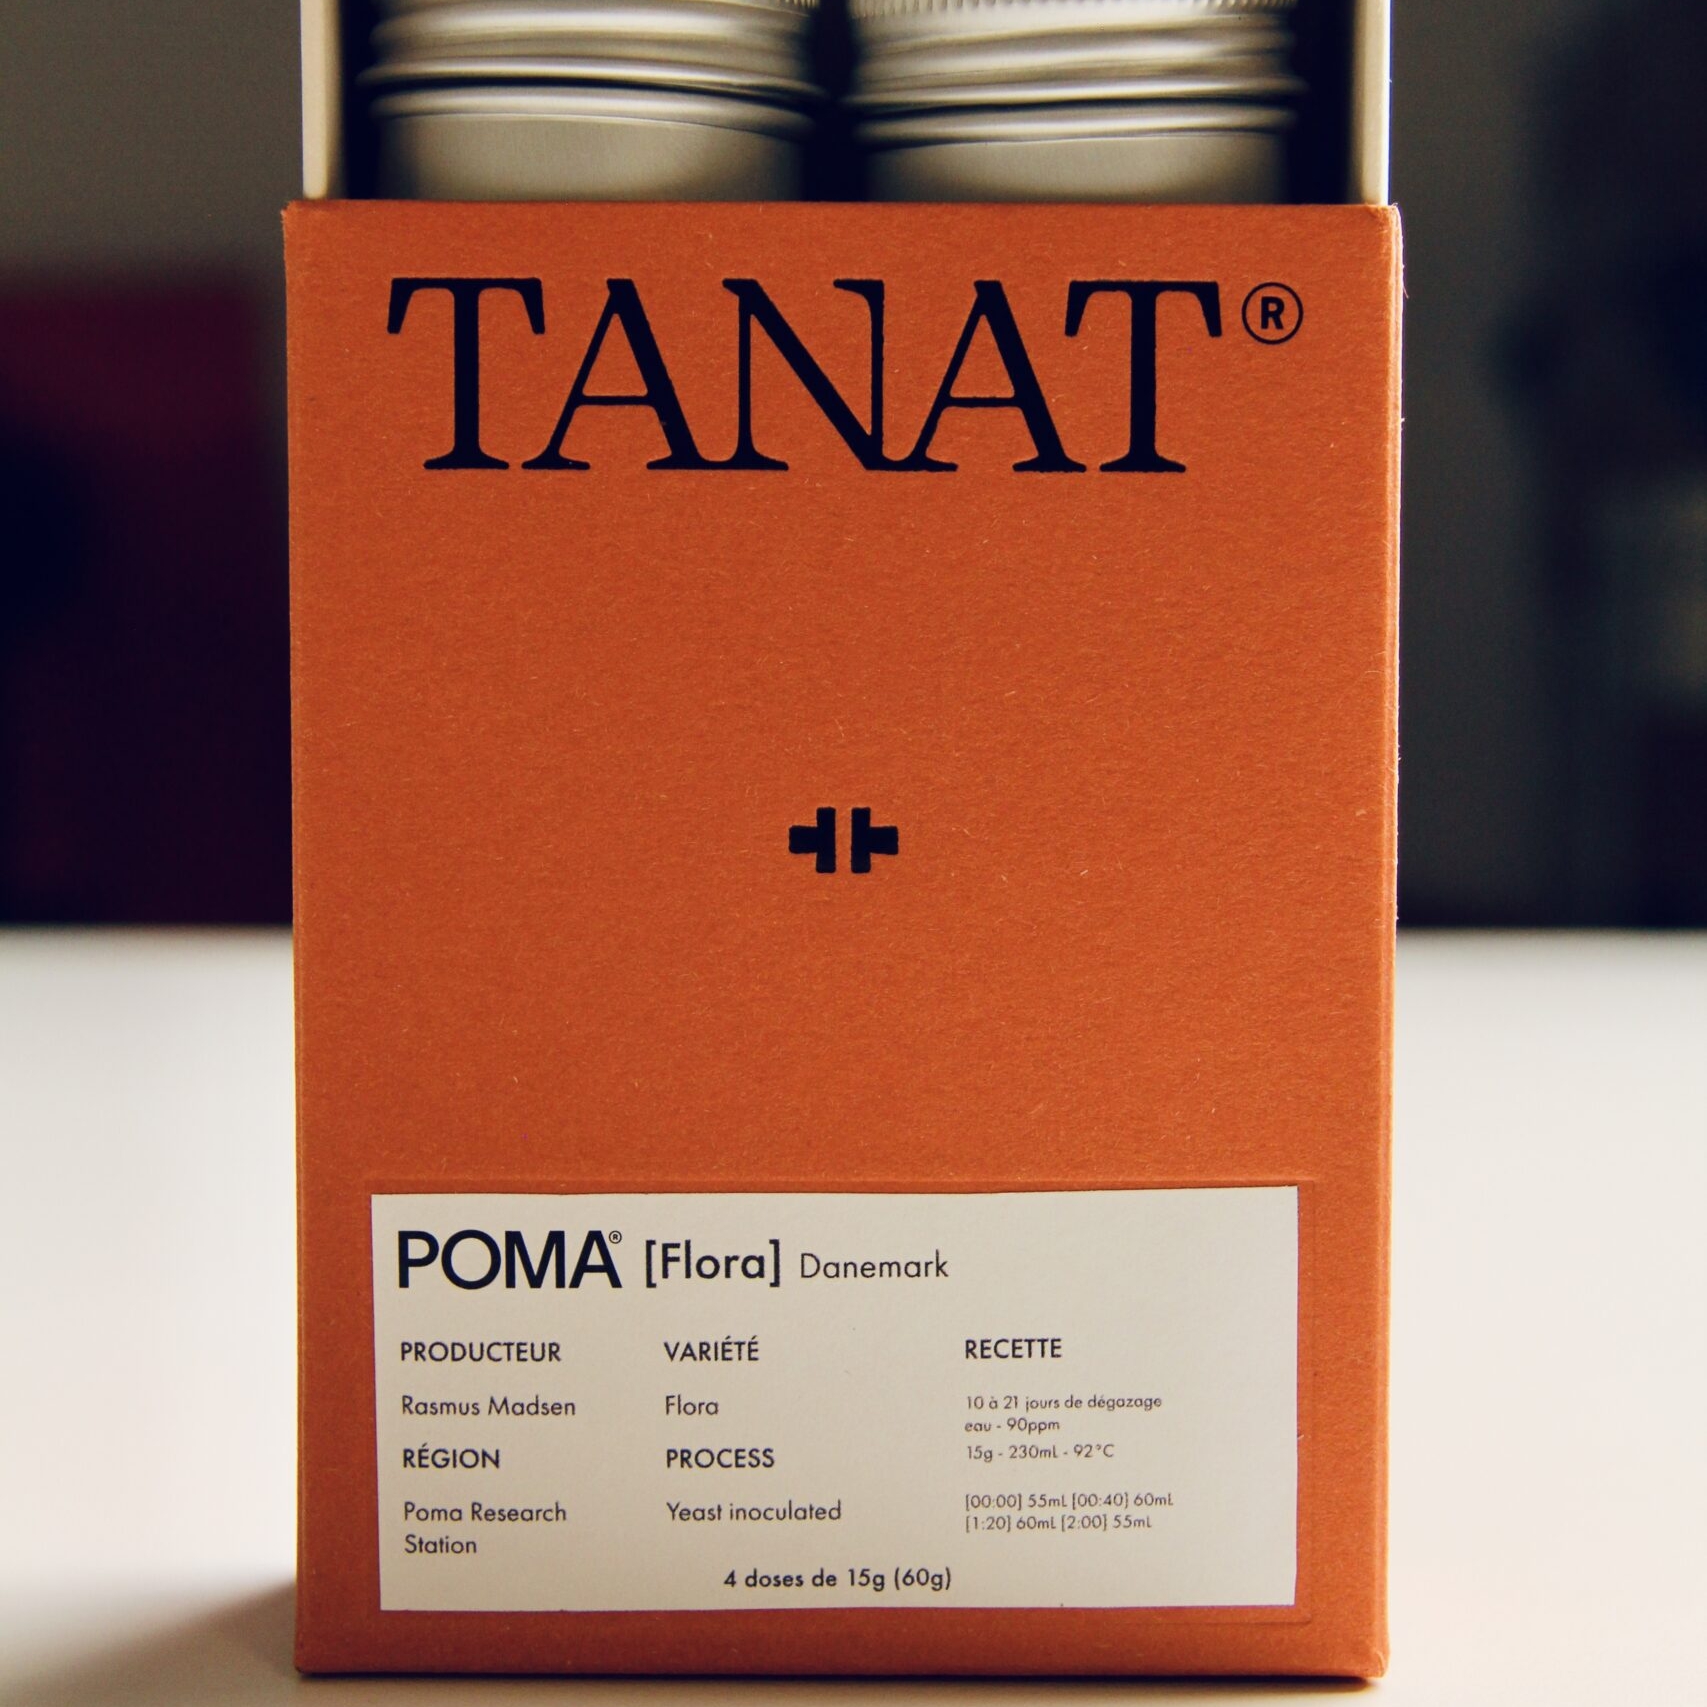 TANAT®
POMA® [Flora] Danemark
PRODUCTEUR
Rasmus Madsen
RÉGION
Poma Research
Station
VARIÉTÉ
Flora
PROCESS
Yeast inoculated
RECETTE
10 à 21 jours de dégazage
eau - 90ppm
15g - 230mL - 92°C
[00:00] 55mL [00:40] 60mL
[1:20] 60mL [2:00] 55mL
4 doses de 15g (60g)